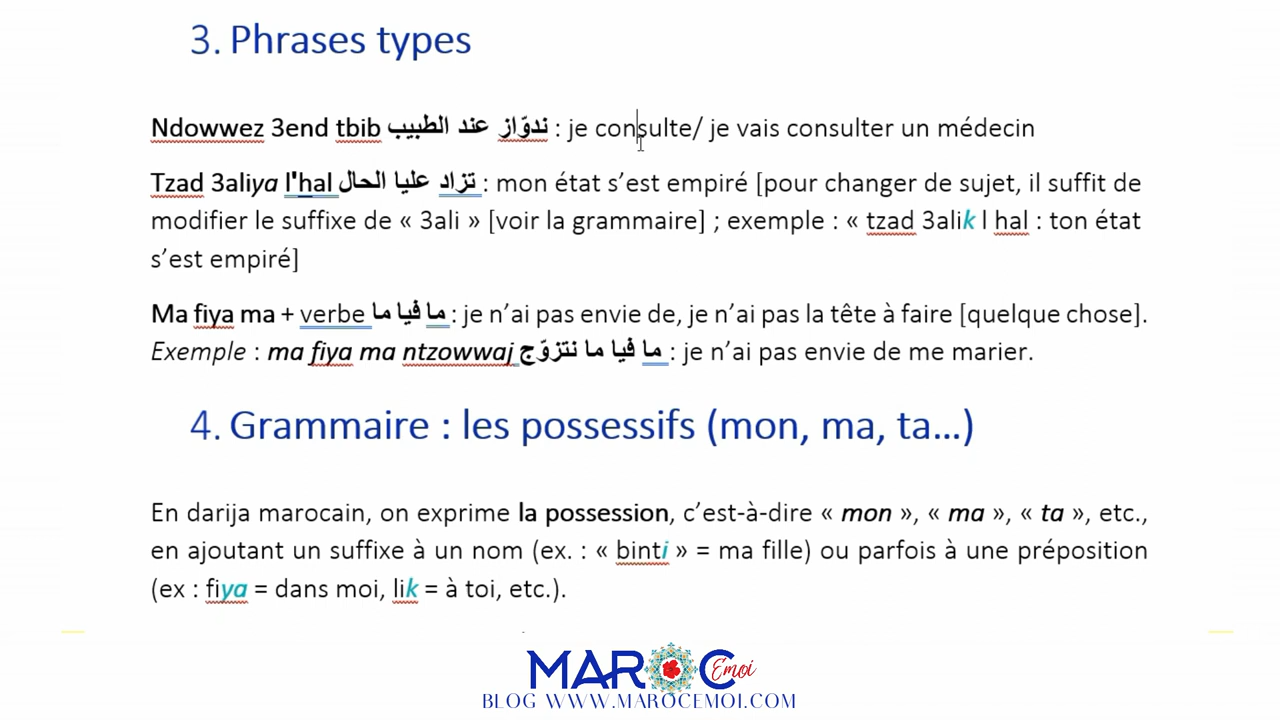 3. Phrases types
Ndowwez 3end tbib ندوّاز عند الطبيب : je consulte/ je vais consulter un médecin
Tzad 3aliya l'hal تزاد عليا الحال : mon état s’est empiré [pour changer de sujet, il suffit de
modifier le suffixe de « 3ali » [voir la grammaire] ; exemple : « tzad 3alik l hal : ton état
s’est empiré]
Ma fiya ma + verbe ما فيا ما : je n’ai pas envie de, je n’ai pas la tête à faire [quelque chose].
Exemple : ma fiya ma ntzowwaj ما فيا ما نتزوّج : je n’ai pas envie de me marier.
4. Grammaire : les possessifs (mon, ma, ta…)
En darija marocain, on exprime la possession, c’est-à-dire « mon », « ma », « ta », etc.,
en ajoutant un suffixe à un nom (ex. : « binti » = ma fille) ou parfois à une préposition
(ex : fiya = dans moi, lik = à toi, etc.).
MAROC Emoi
BLOG WWW.MAROCEMOI.COM